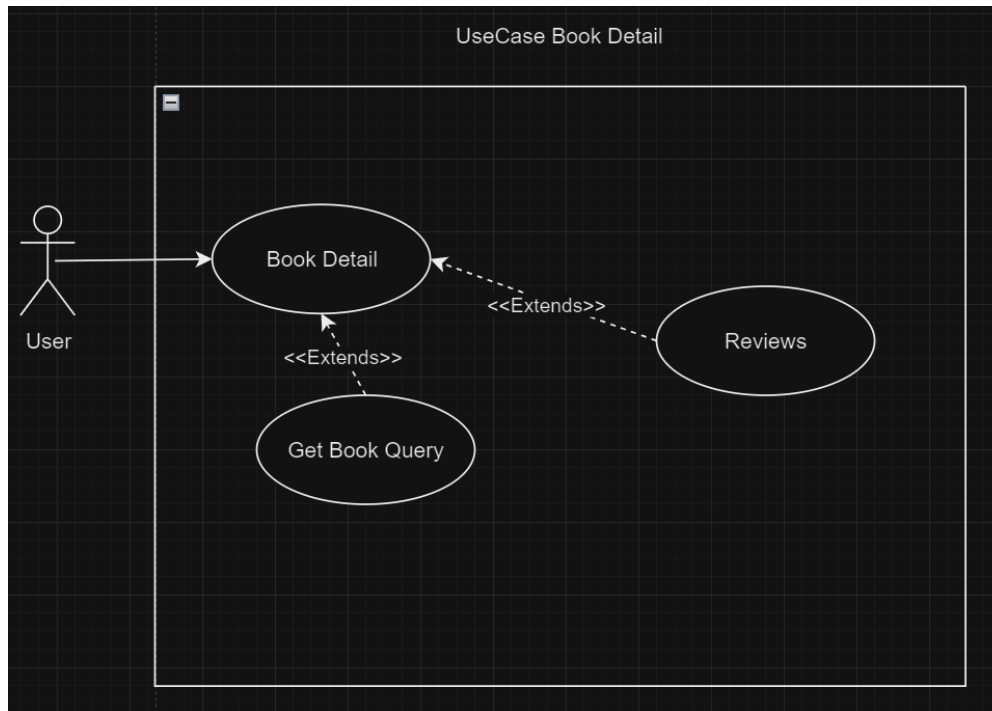 UseCase Book Detail
Book Detail
<<Extends>>
User
Reviews
<<Extends>>
Get Book Query